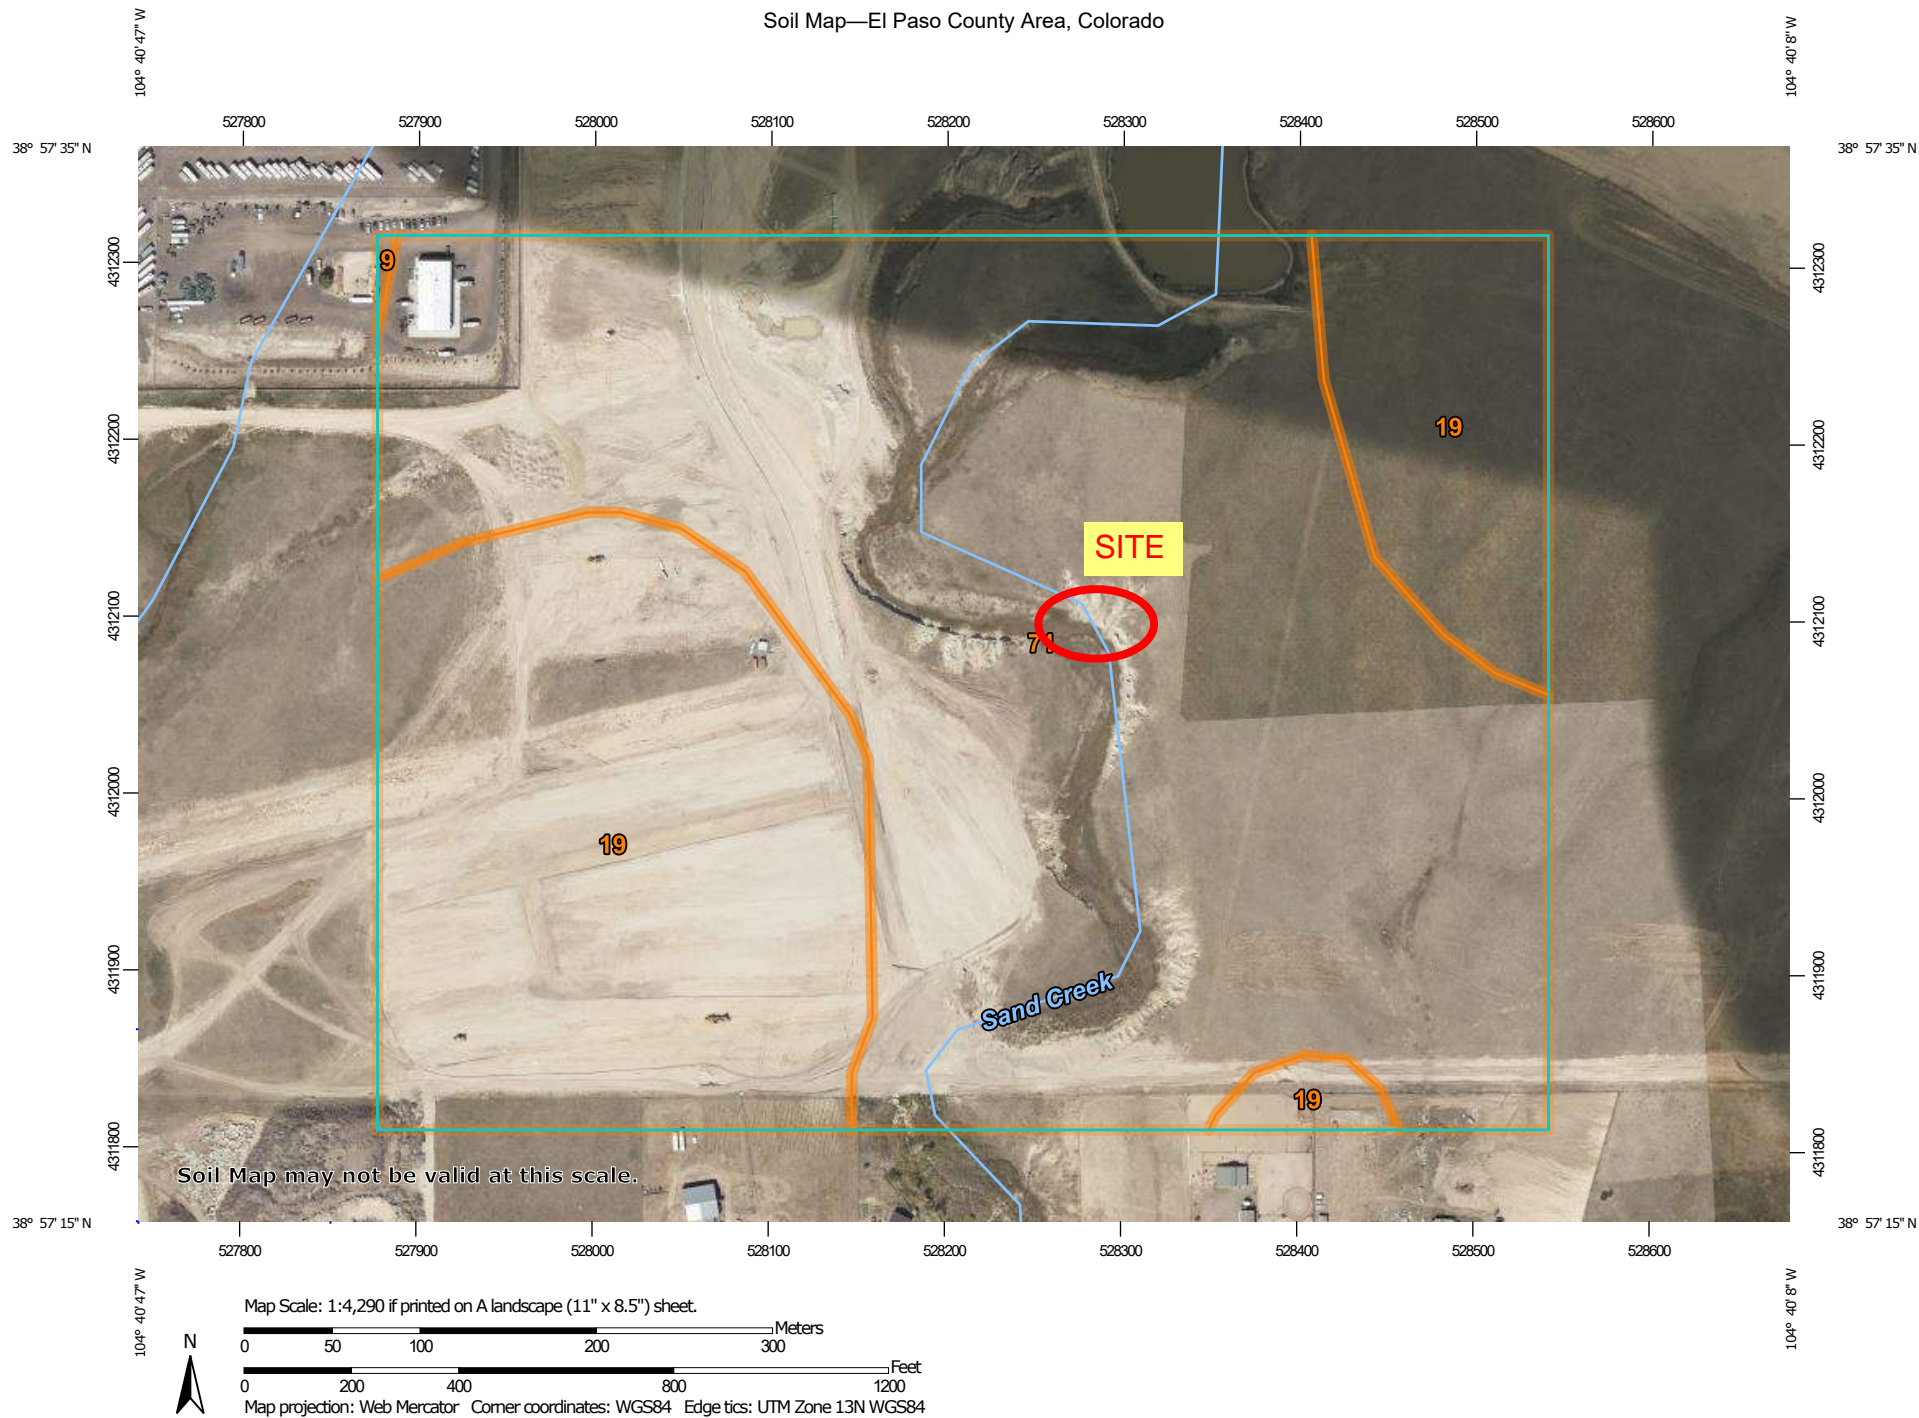 Soil Map—El Paso County Area, Colorado
104° 40' 47" W
104° 40' 8" W
527800 527900 528000 528100 528200 528300 528400 528500 528600
38° 57' 35" N
38° 57' 35" N
4312300
9
4312300
4312200
19
4312200
SITE
4312100
71
4312100
4312000
4312000
19
4311900
Sand Creek
4311900
19
4311800
4311800
Soil Map may not be valid at this scale.
38° 57' 15" N
38° 57' 15" N
527800 527900 528000 528100 528200 528300 528400 528500 528600
104° 40' 47" W
104° 40' 8" W
Map Scale: 1:4,290 if printed on A landscape (11" x 8.5") sheet.
N
Meters
0 50 100 200 300
Feet
0 200 400 800 1200
Map projection: Web Mercator Corner coordinates: WGS84 Edge tics: UTM Zone 13N WGS84